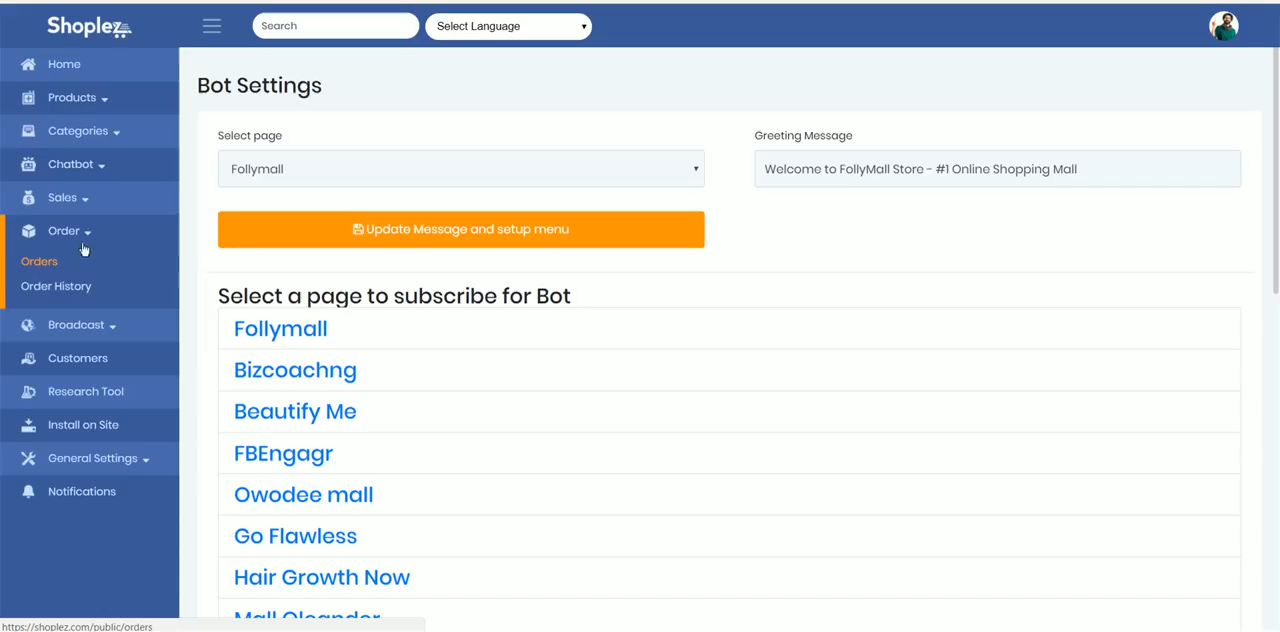 Shoplez
Search
Select Language
Home
Products
Categories
Chatbot
Sales
Order
Orders
Order History
Broadcast
Customers
Research Tool
Install on Site
General Settings
Notifications
Bot Settings
Select page
Greeting Message
Follymall
Welcome to FollyMall Store - #1 Online Shopping Mall
Update Message and setup menu
Select a page to subscribe for Bot
Follymall
Bizcoachng
Beautify Me
FBEngagr
Owodee mall
Go Flawless
Hair Growth Now
Mall Oleander
https://shoplez.com/public/orders